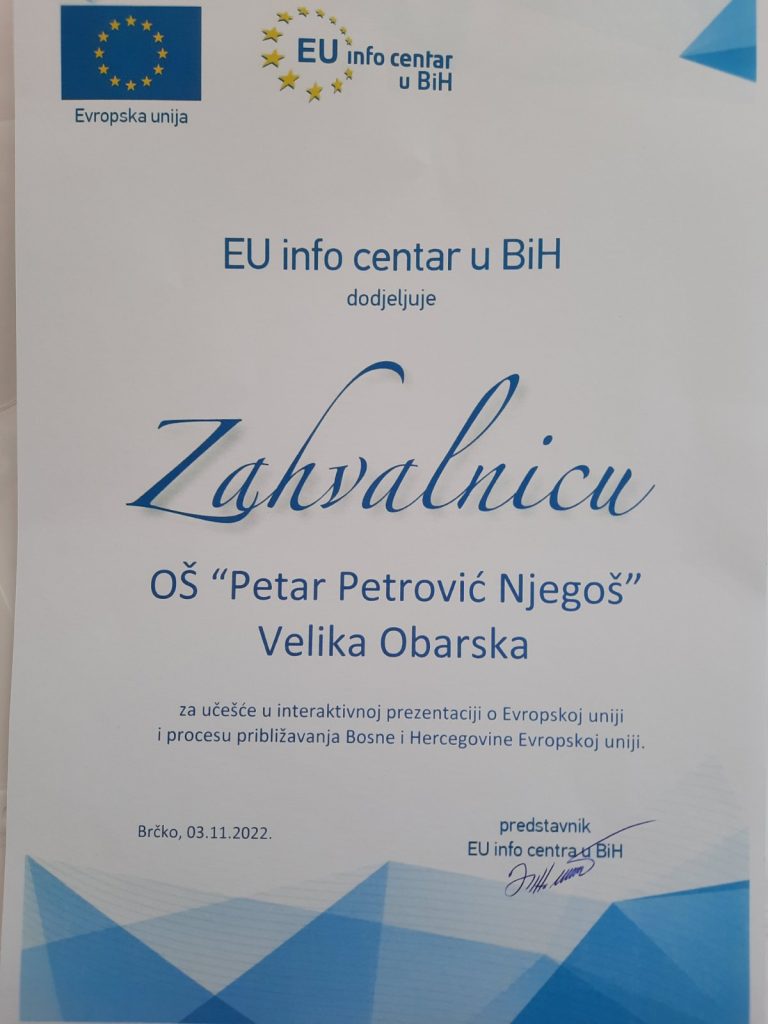 Evropska unija
EU info centar
u BiH
EU info centar u BiH
dodjeljuje
Zahvalnicu
OŠ “Petar Petrović Njegoš”
Velika Obarska
za učešće u interaktivnoj prezentaciji o Evropskoj uniji
i procesu približavanja Bosne i Hercegovine Evropskoj uniji.
Brčko, 03.11.2022.
predstavnik
EU info centra u BiH